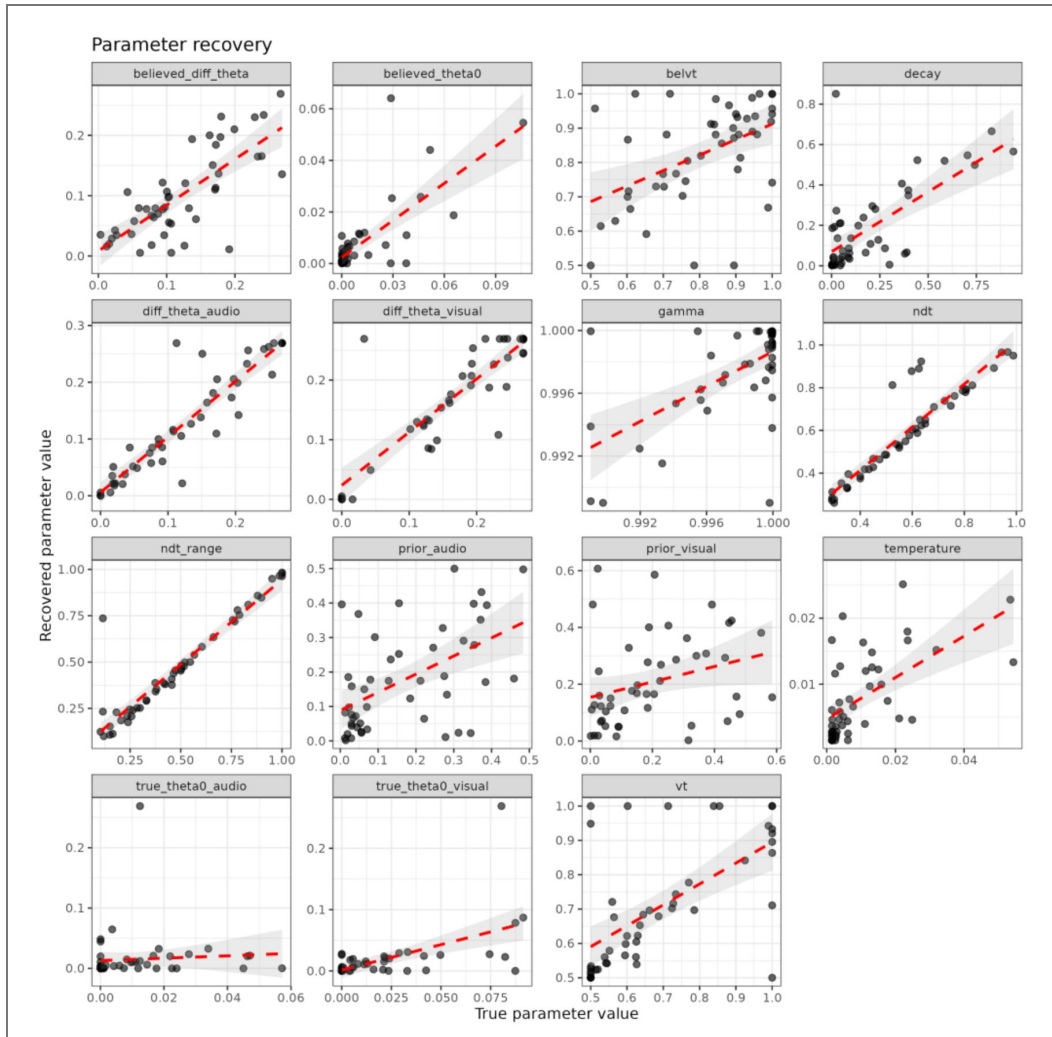 Parameter recovery
believed_diff_theta believed_theta0 belvt decay
0.2 0.1 0.0
0.06 0.04 0.02 0.00
1.0 0.9 0.8 0.7 0.6 0.5
0.8 0.6 0.4 0.2 0.0
0.0 0.1 0.2
0.00 0.03 0.06 0.09
0.5 0.6 0.7 0.8 0.9 1.0
0.00 0.25 0.50 0.75
diff_theta_audio diff_theta_visual gamma ndt
0.3 0.2 0.1 0.0
0.2 0.1 0.0
1.000 0.996 0.992
1.0 0.8 0.6 0.4
0.0 0.1 0.2
0.0 0.1 0.2
0.992 0.996 1.000
0.4 0.6 0.8 1.0
Recovered parameter value
ndt_range prior_audio prior_visual temperature
1.00 0.75 0.50 0.25
0.5 0.4 0.3 0.2 0.1 0.0
0.6 0.4 0.2 0.0
0.02 0.01 0.00
0.25 0.50 0.75 1.00
0.0 0.1 0.2 0.3 0.4 0.5
0.0 0.2 0.4 0.6
0.00 0.02 0.04
true_theta0_audio true_theta0_visual vt
0.2 0.1 0.0
0.2 0.1 0.0
1.0 0.9 0.8 0.7 0.6 0.5
0.00 0.02 0.04 0.06
0.000 0.025 0.050 0.075
0.5 0.6 0.7 0.8 0.9 1.0
True parameter value